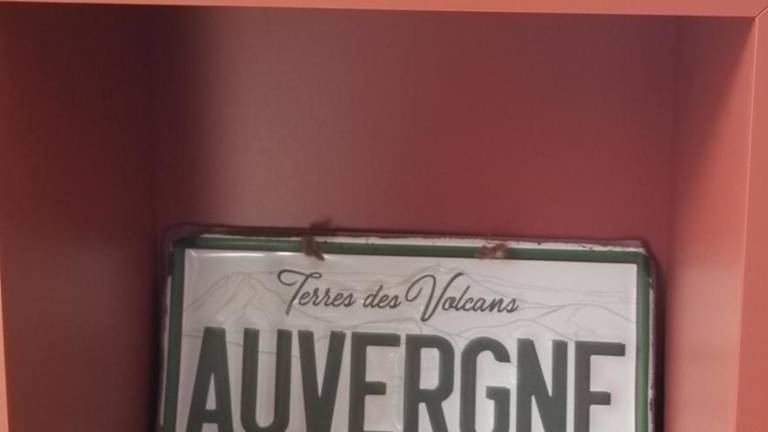 Terres des Volcans
AUVERGNE